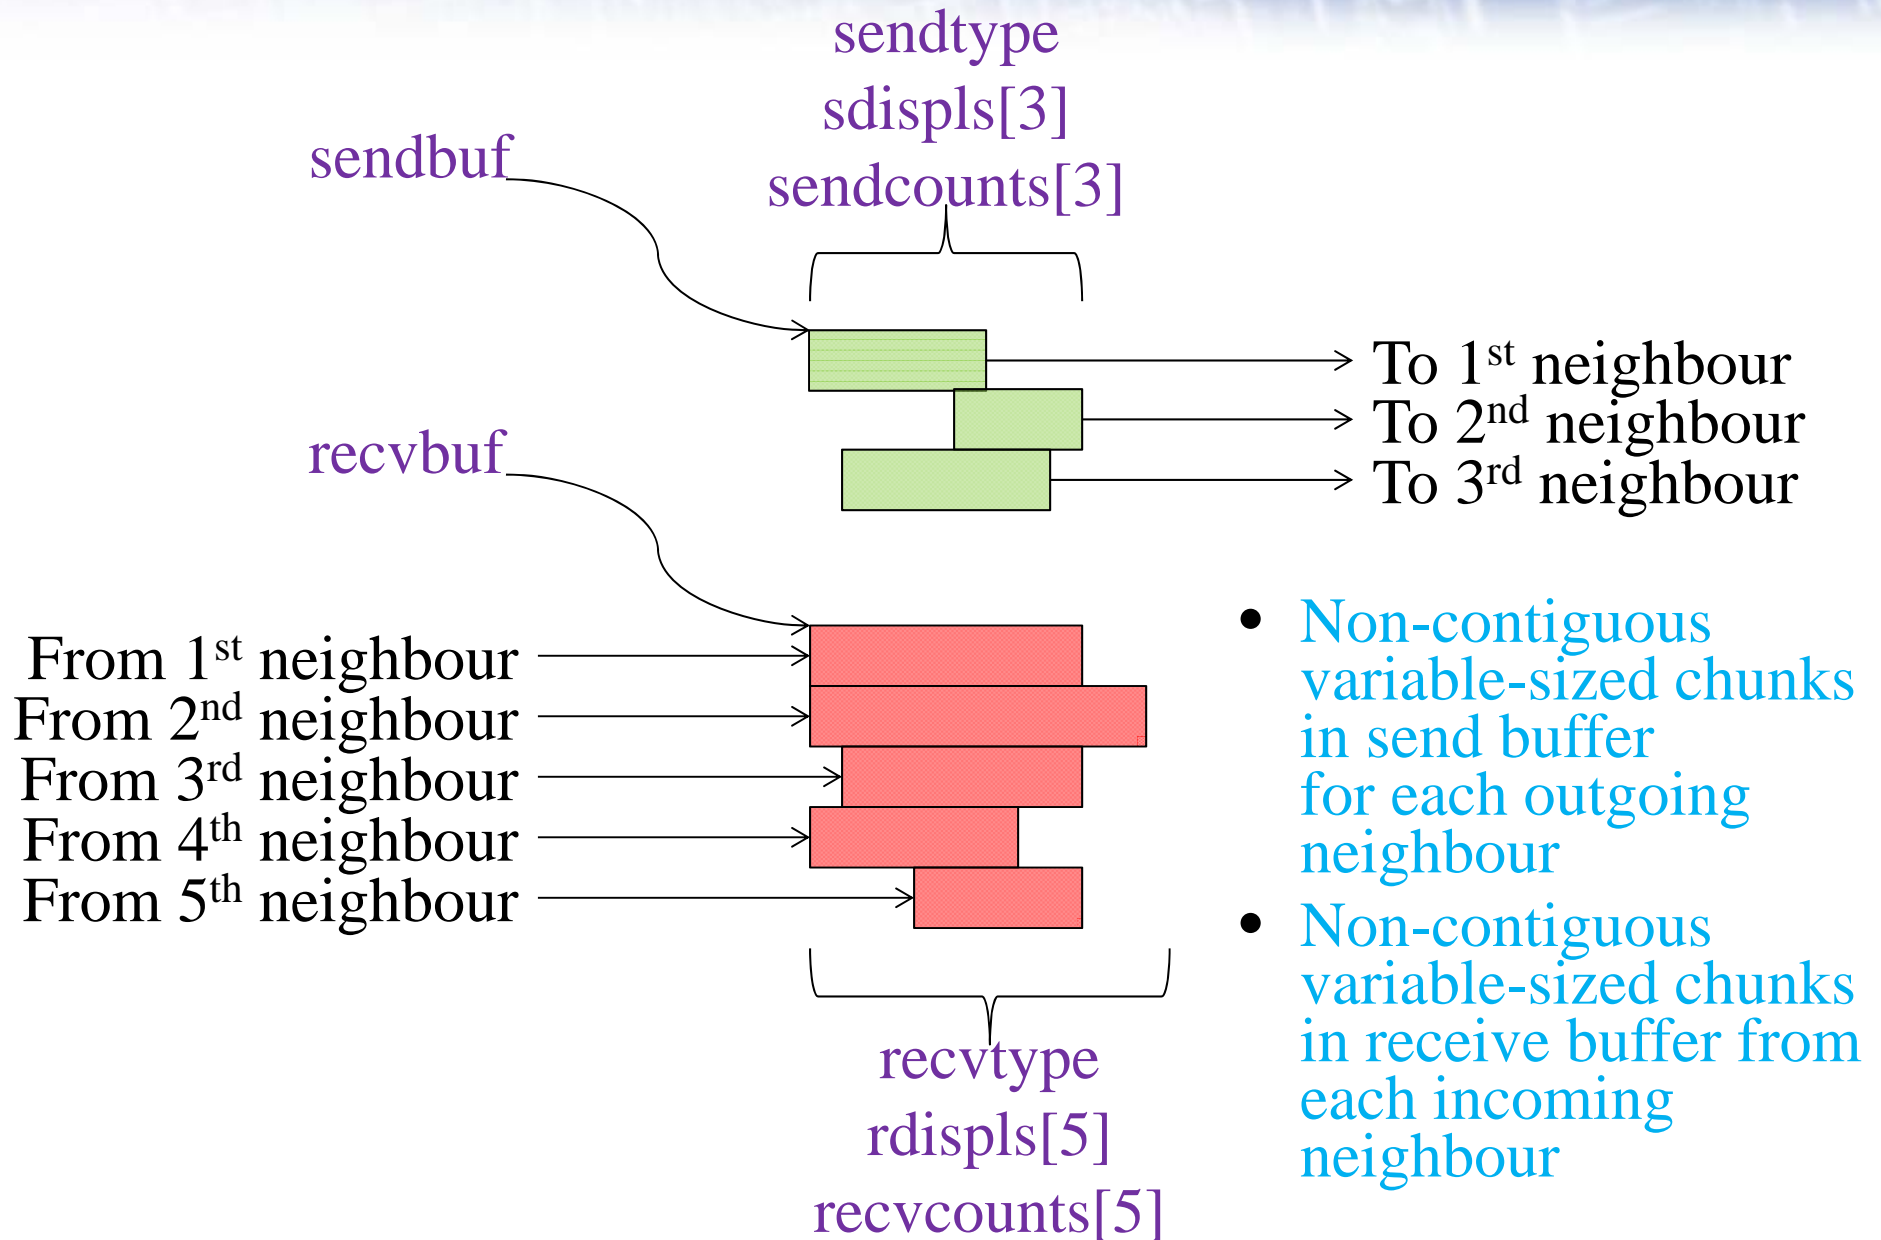 sendtype
sdispls[3]
sendcounts[3]
sendbuf
To 1st neighbour
To 2nd neighbour
To 3rd neighbour
recvbuf
From 1st neighbour
From 2nd neighbour
From 3rd neighbour
From 4th neighbour
From 5th neighbour
• Non-contiguous
variable-sized chunks
in send buffer
for each outgoing
neighbour
• Non-contiguous
variable-sized chunks
in receive buffer from
each incoming
neighbour
recvtype
rdispls[5]
recvcounts[5]